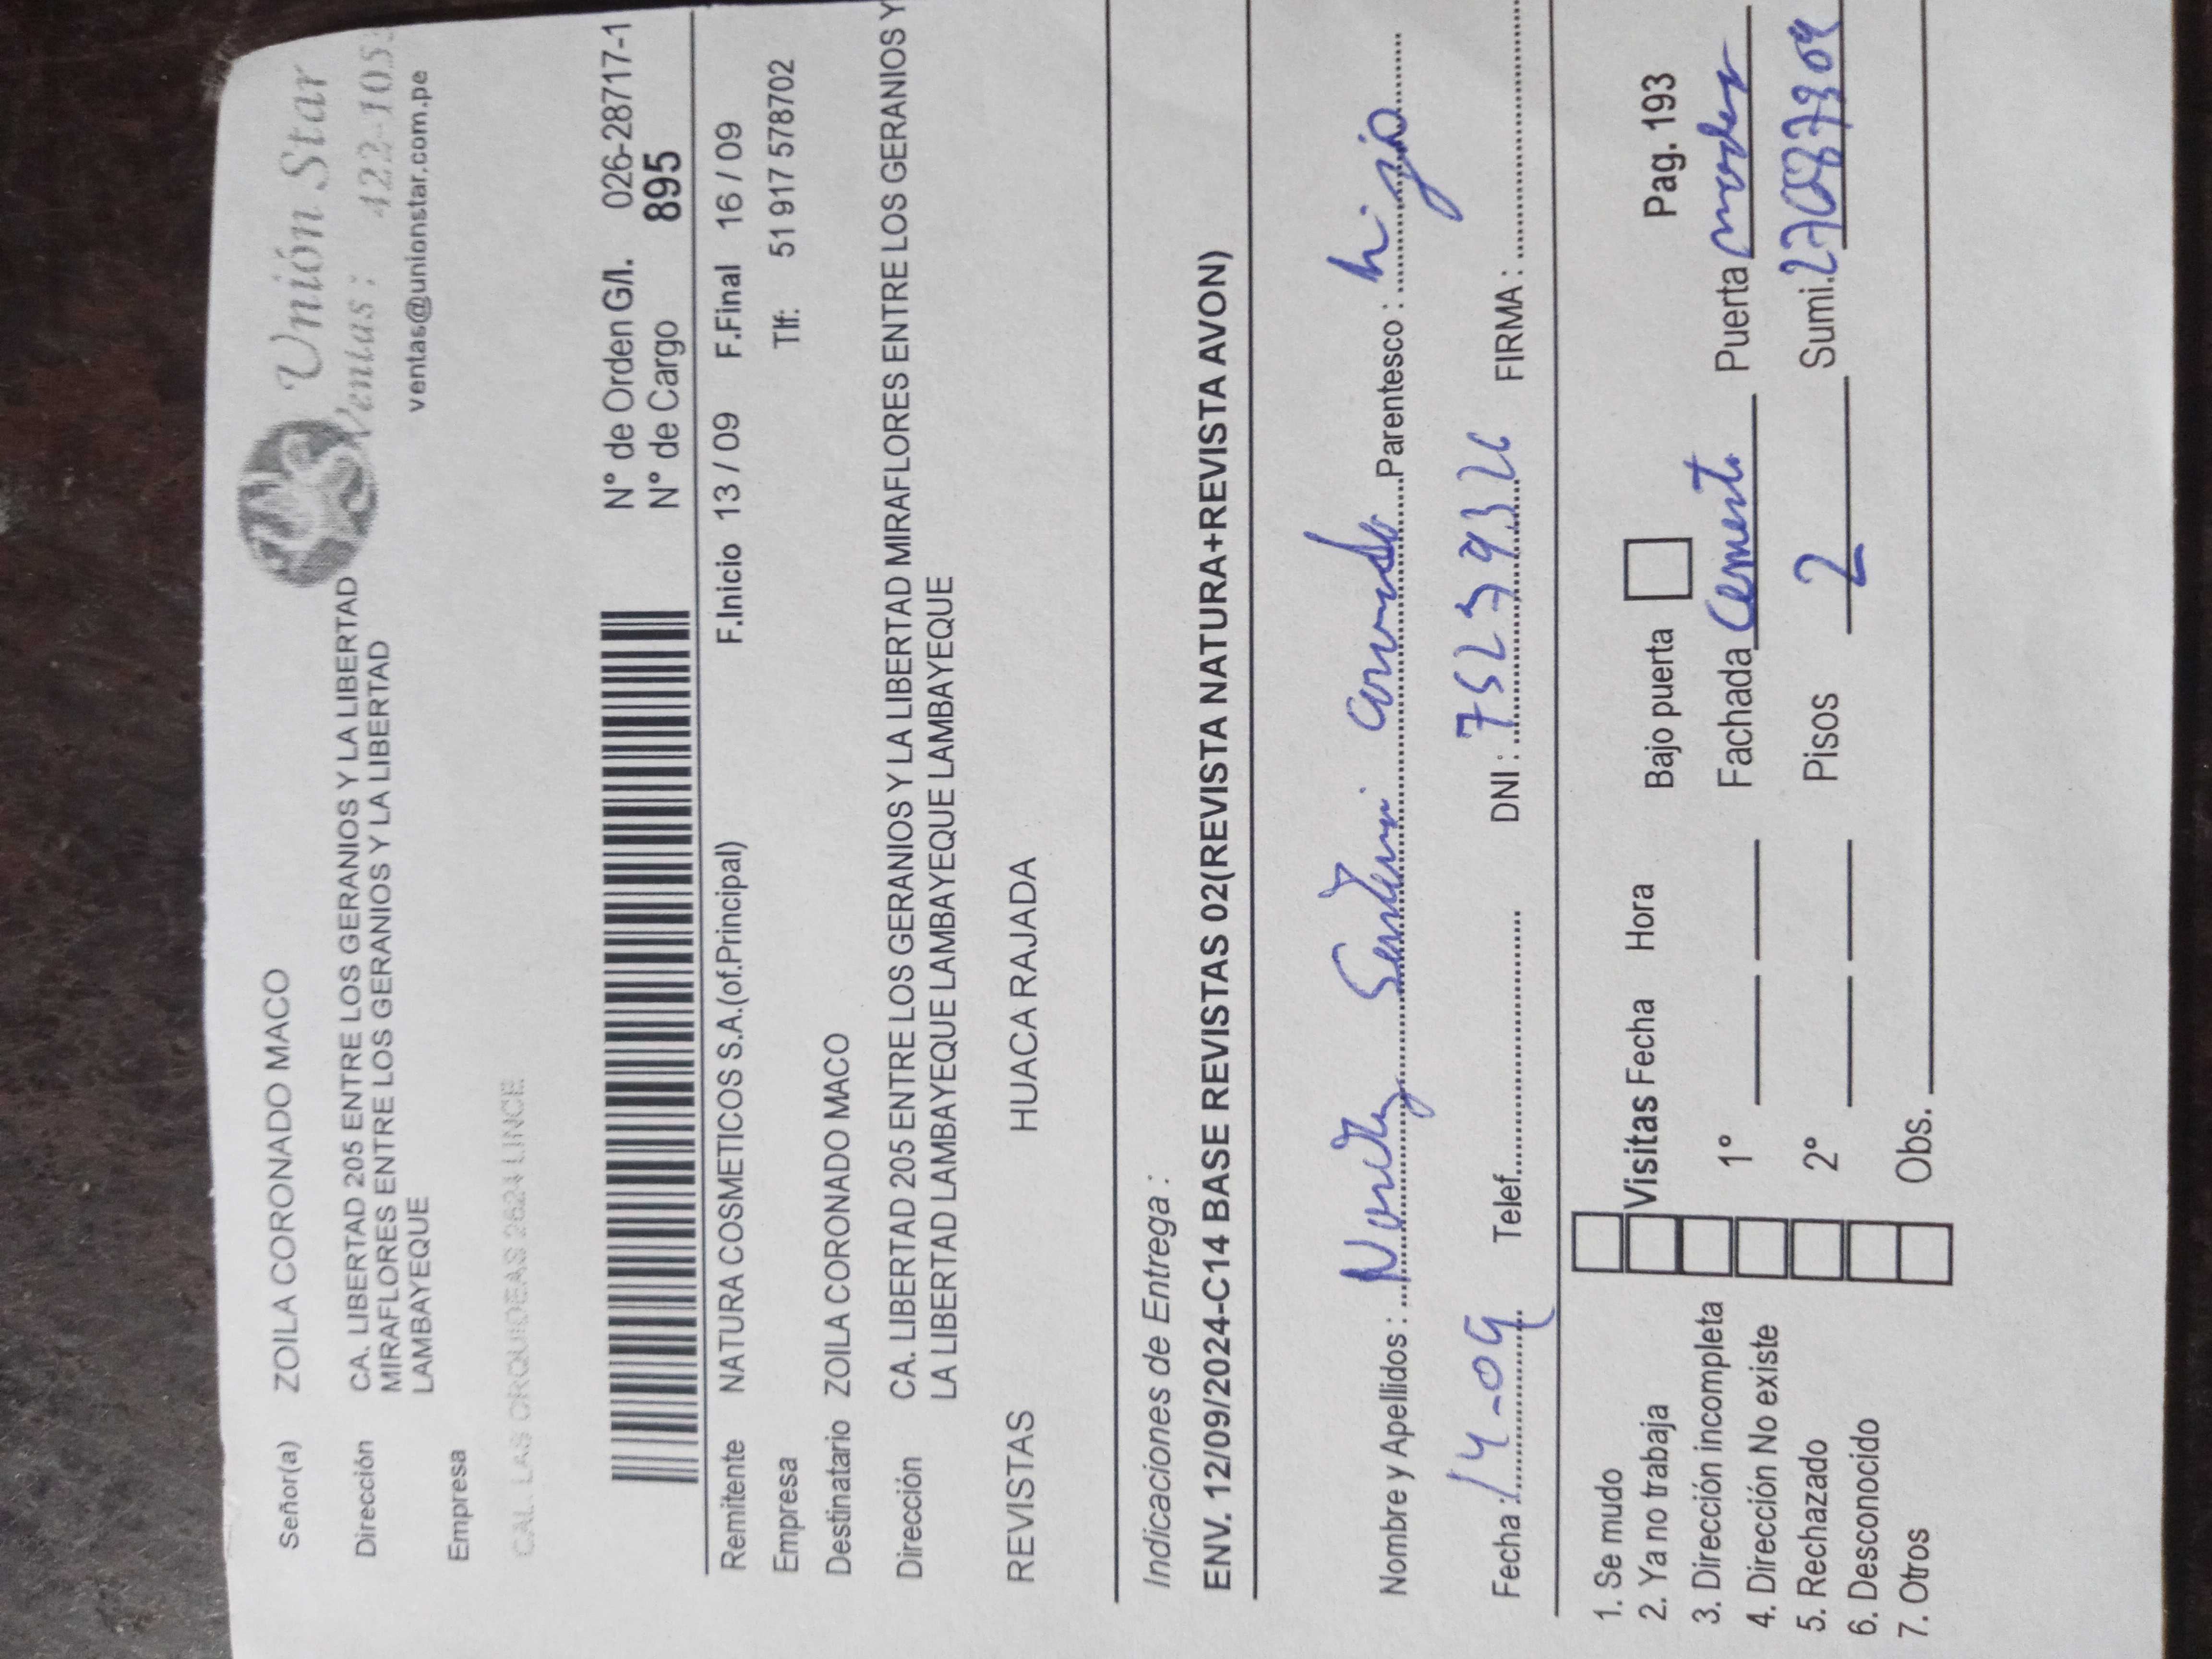 Unión Star
Ventas : 422-105
ventas@unionstar.com.pe
Señor(a) ZOILA CORONADO MACO
Dirección CA. LIBERTAD 205 ENTRE LOS GERANIOS Y LA LIBERTAD
MIRAFLORES ENTRE LOS GERANIOS Y LA LIBERTAD
LAMBAYEQUE
Empresa
CAL. LAS ORQUIDEAS 2624 LINCE
N° de Orden G/I. 026-28717-1
N° de Cargo 895
Remitente NATURA COSMETICOS S.A.(of.Principal) F.Inicio 13 / 09 F.Final 16 / 09
Empresa Tlf: 51 917 578702
Destinatario ZOILA CORONADO MACO
Dirección CA. LIBERTAD 205 ENTRE LOS GERANIOS Y LA LIBERTAD MIRAFLORES ENTRE LOS GERANIOS Y
LA LIBERTAD LAMBAYEQUE LAMBAYEQUE LAMBAYEQUE
REVISTAS HUACA RAJADA
Indicaciones de Entrega :
ENV. 12/09/2024-C14 BASE REVISTAS 02(REVISTA NATURA+REVISTA AVON)
Nombre y Apellidos : Parentesco : hijo
Fecha : 14-09 Telef. DNI : FIRMA :
1. Se mudo
2. Ya no trabaja Visitas Fecha Hora Bajo puerta Pag. 193
3. Dirección incompleta
4. Dirección No existe 1° Fachada Cemento Puerta
5. Rechazado 2° Pisos 2 Sumi.
6. Desconocido
7. Otros Obs.